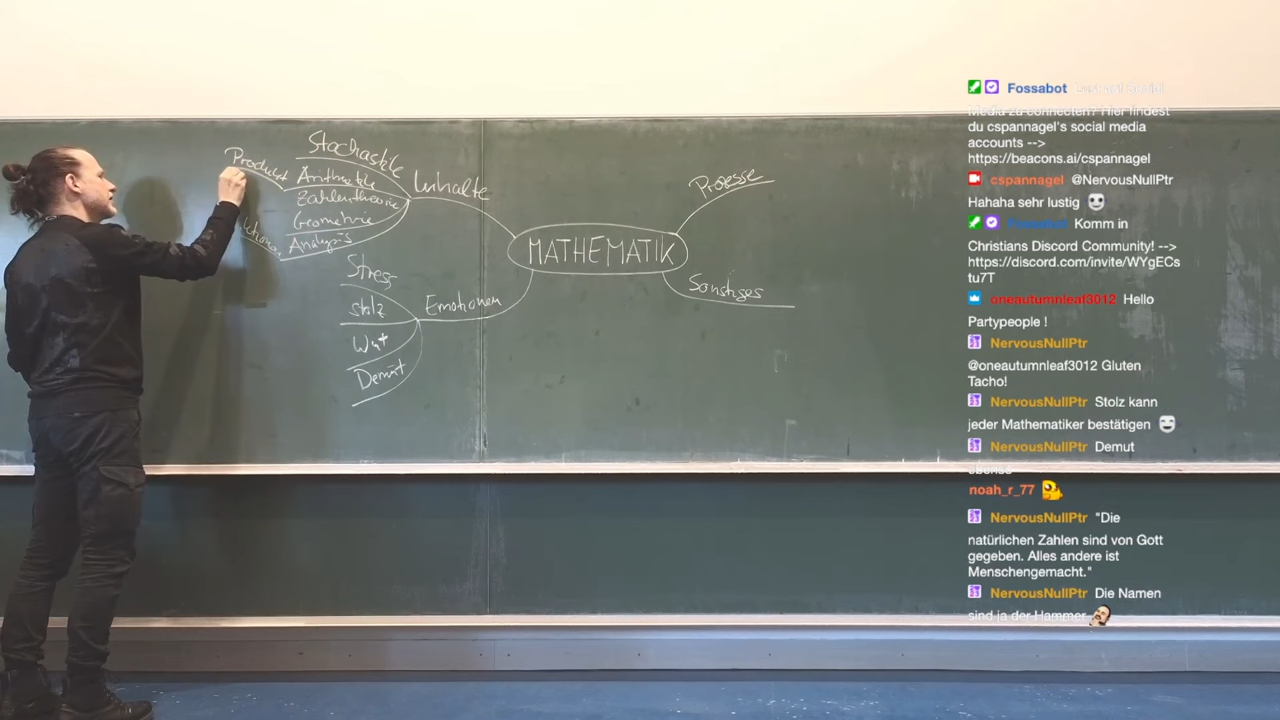 Stochastik
Produkt
Arithmetik
Zahlentheorie
Geometrie
Analysis
Inhalte
Stress
Stolz
Wut
Demut
Emotionen
MATHEMATIK
Prozesse
Sonstiges
Fossabot
Media zu connecten? Hier findest
du cspannagel's social media
accounts -->
https://beacons.ai/cspannagel
cspannagel @NervousNullPtr
Hahaha sehr lustig
Fossabot Komm in
Christians Discord Community! -->
https://discord.com/invite/WYgECs
tu7T
oneautumnleaf3012 Hello
Partypeople !
NervousNullPtr
@oneautumnleaf3012 Gluten
Tacho!
NervousNullPtr Stolz kann
jeder Mathematiker bestätigen
NervousNullPtr Demut
ebenso
noah_r_77
NervousNullPtr "Die
natürlichen Zahlen sind von Gott
gegeben. Alles andere ist
Menschengemacht."
NervousNullPtr Die Namen
sind ja der Hammer